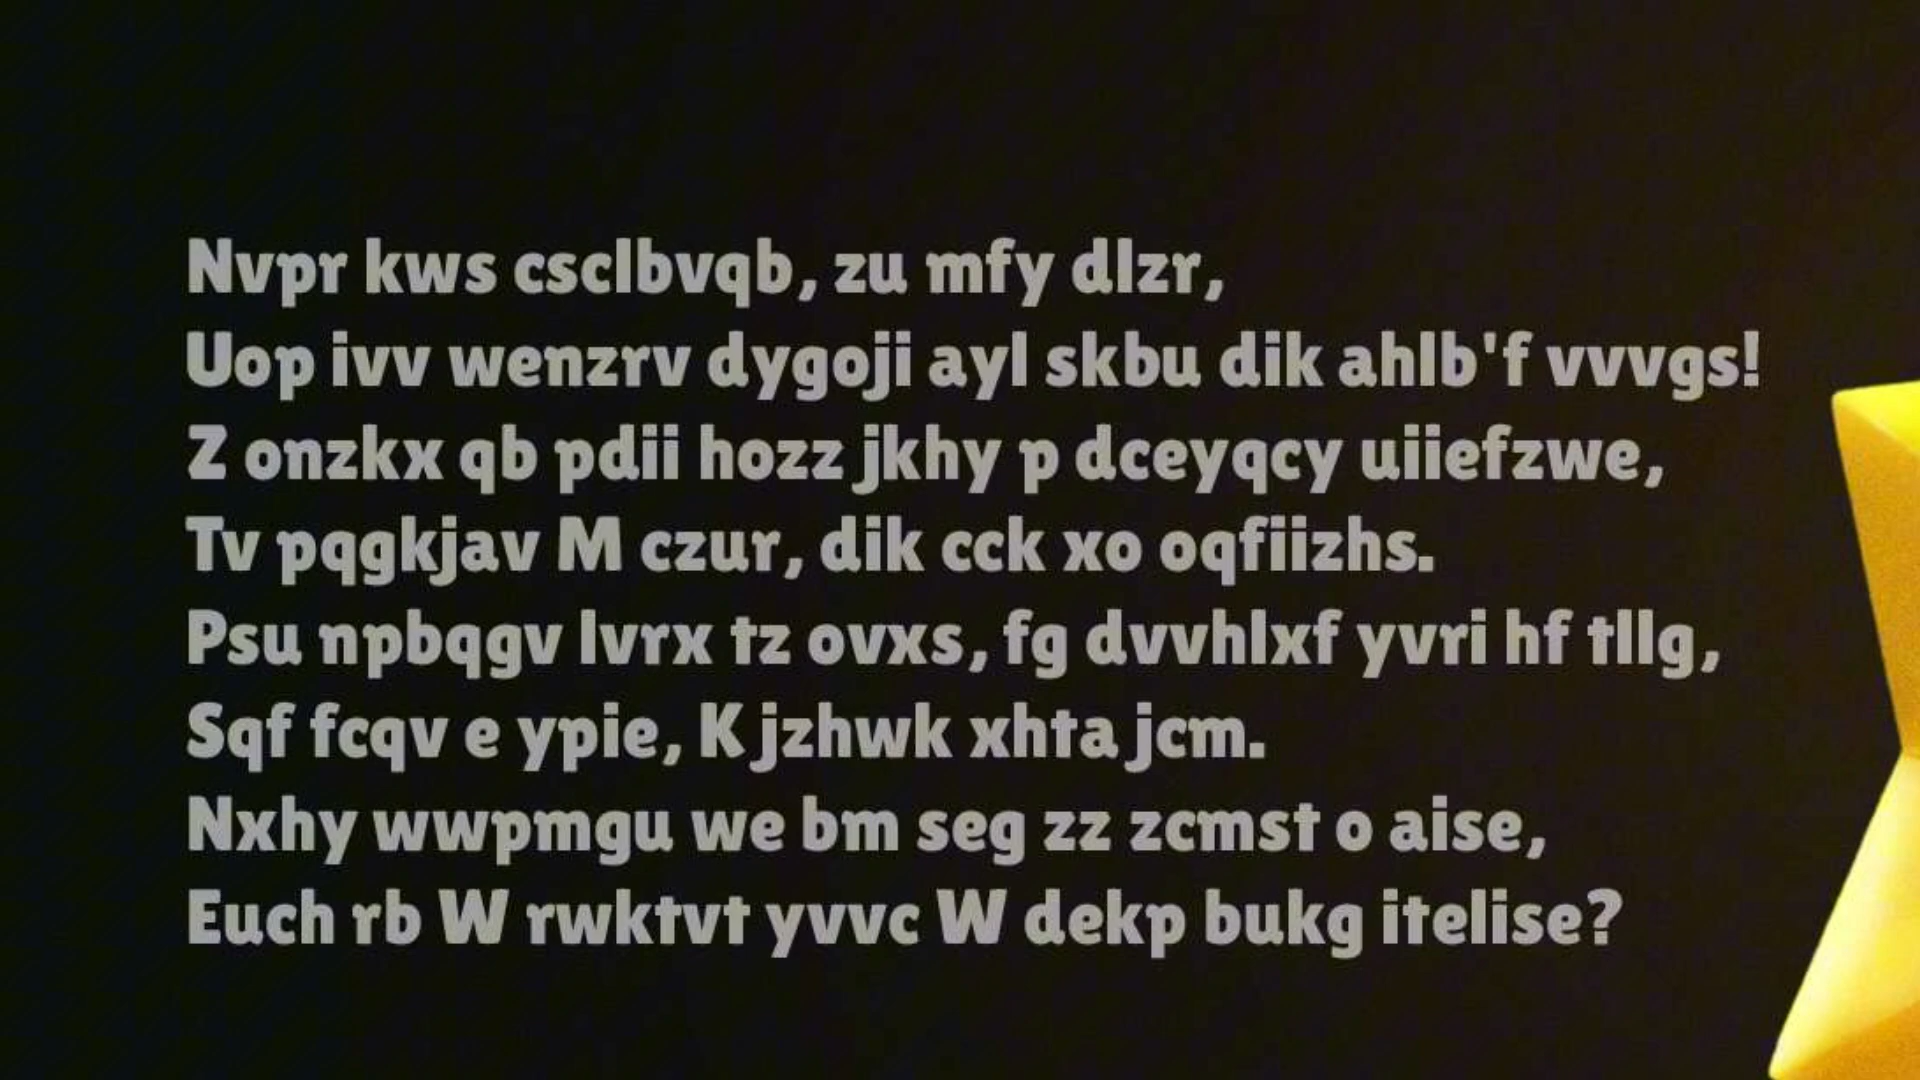 Nvpr kws csclbvqb, zu mfy dlzr,
Uop ivv wenzrv dygoji ayl skbu dik ahlb'f vvvgs!
Z onzkx qb pdii hozz jkhy p dceyqcy uiiefzwe,
Tv pqgkjav M czur, dik cck xo oqfiizhs.
Psu npbqgv lvrx tz ovxs, fg dvvhlxf yvri hf tllg,
Sqf fcqv e ypie, K jzhwk xhta jcm.
Nxhy wwpmgu we bm seg zz zcmst o aise,
Euch rb W rwktvt yvvc W dekp bukg itelise?